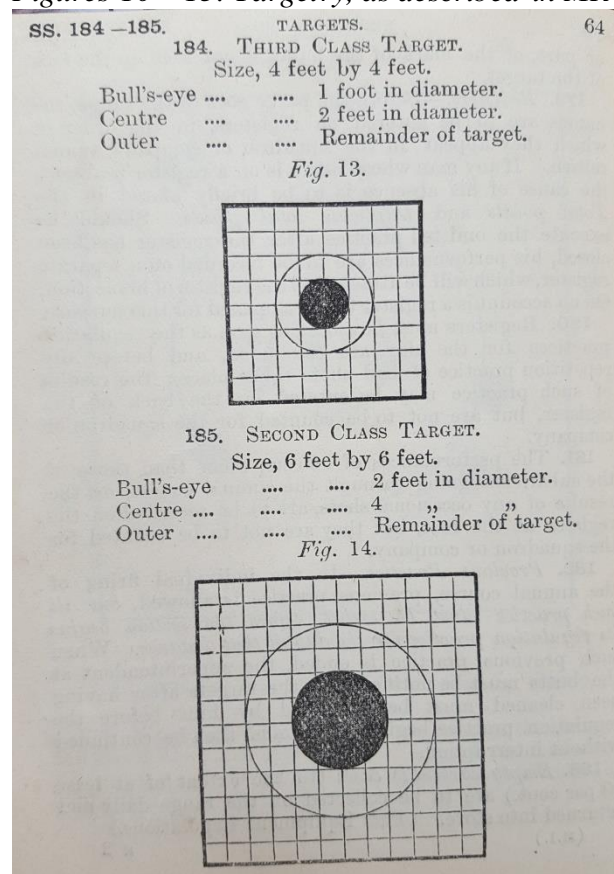 SS. 184 –185. TARGETS. 64
184. THIRD CLASS TARGET.
Size, 4 feet by 4 feet.
Bull's-eye .... .... 1 foot in diameter.
Centre .... .... 2 feet in diameter.
Outer .... .... Remainder of target.
Fig. 13.
185. SECOND CLASS TARGET.
Size, 6 feet by 6 feet.
Bull's-eye .... .... 2 feet in diameter.
Centre .... .... .... 4 „ „
Outer .... .... .... Remainder of target.
Fig. 14.